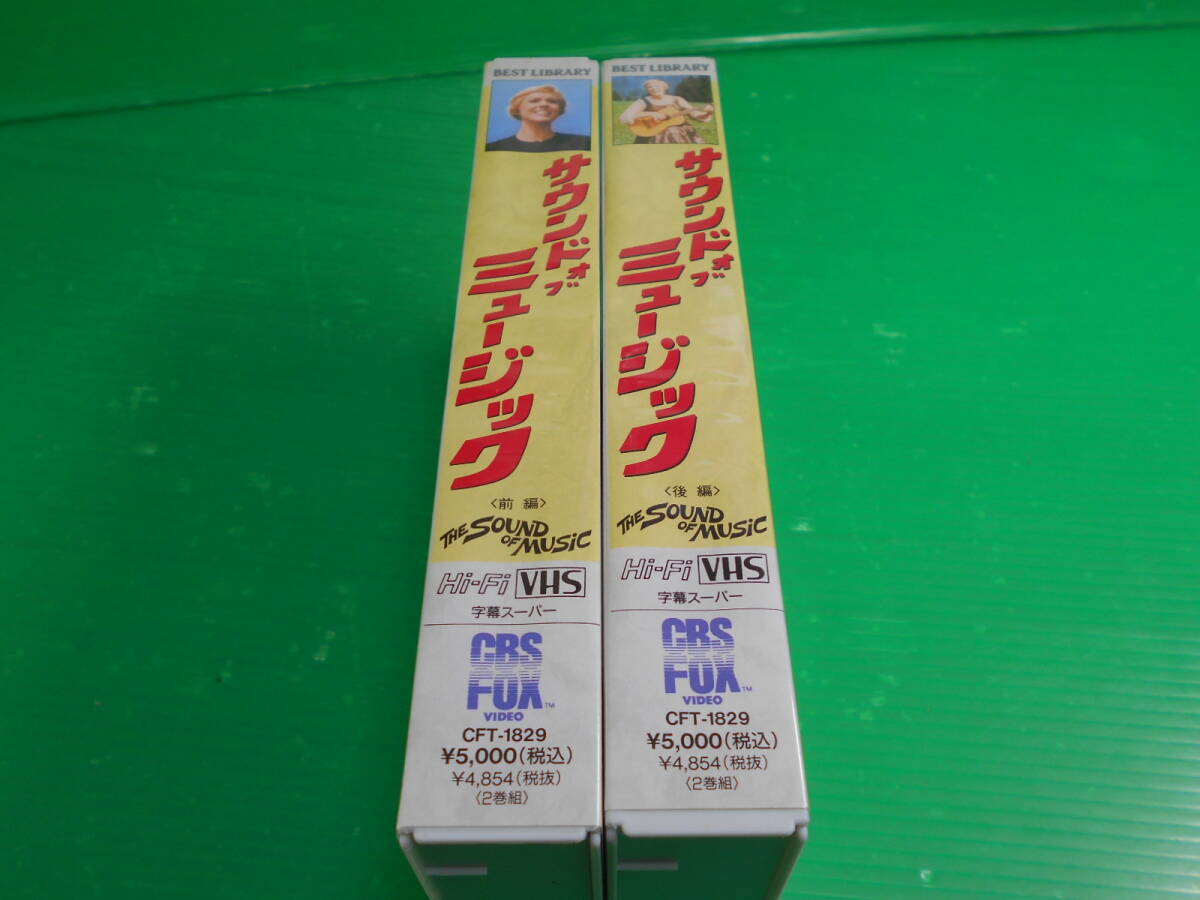 BEST LIBRARY
サウンド オブ
ミュージック
〈前編〉
THE SOUND
OF MUSIC
Hi-Fi VHS
字幕スーパー
CBS
FOX
VIDEO
TM
CFT-1829
¥5,000(税込)
¥4,854(税抜)
〈2巻組〉
BEST LIBRARY
サウンド オブ
ミュージック
〈後編〉
THE SOUND
OF MUSIC
Hi-Fi VHS
字幕スーパー
CBS
FOX
VIDEO
TM
CFT-1829
¥5,000(税込)
¥4,854(税抜)
〈2巻組〉